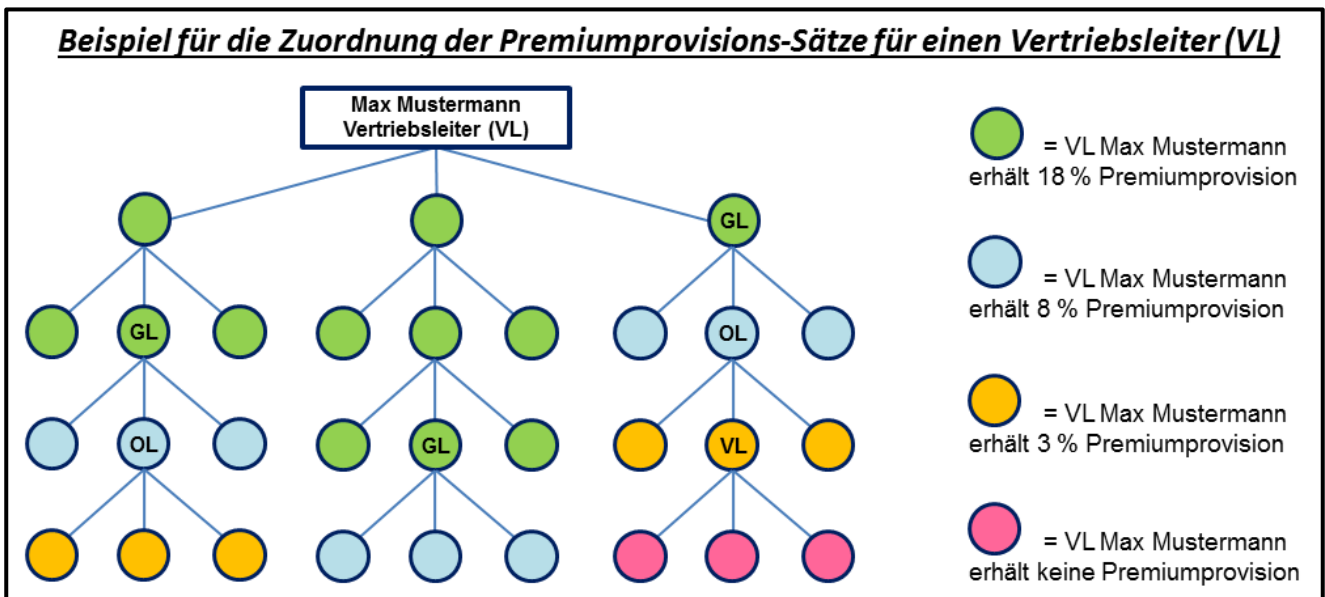 Beispiel für die Zuordnung der Premiumprovisions-Sätze für einen Vertriebsleiter (VL)
Max Mustermann
Vertriebsleiter (VL)
GL
GL
OL
OL
GL
VL
= VL Max Mustermann
erhält 18 % Premiumprovision
= VL Max Mustermann
erhält 8 % Premiumprovision
= VL Max Mustermann
erhält 3 % Premiumprovision
= VL Max Mustermann
erhält keine Premiumprovision